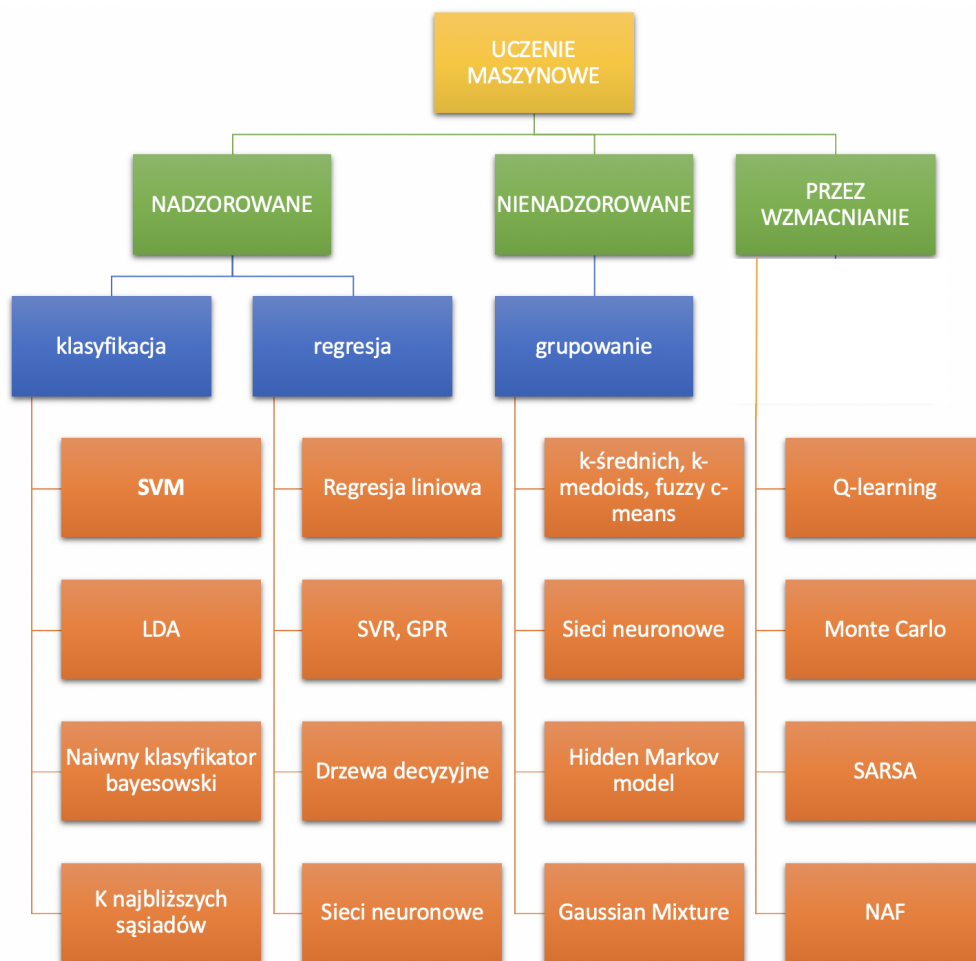 UCZENIE
MASZYNOWE
NADZOROWANE
NIENADZOROWANE
PRZEZ
WZMACNIANIE
klasyfikacja
regresja
grupowanie
SVM
Regresja liniowa
k-średnich, k-
medoids, fuzzy c-
means
Q-learning
LDA
SVR, GPR
Sieci neuronowe
Monte Carlo
Naiwny klasyfikator
bayesowski
Drzewa decyzyjne
Hidden Markov
model
SARSA
K najbliższych
sąsiadów
Sieci neuronowe
Gaussian Mixture
NAF